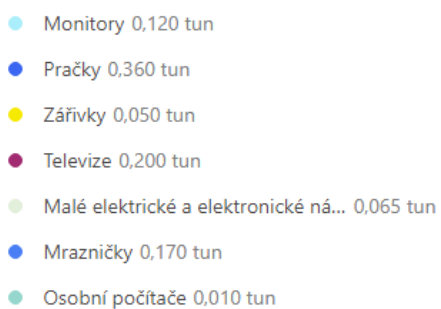 Monitory 0,120 tun
Pračky 0,360 tun
Zářivky 0,050 tun
Televize 0,200 tun
Malé elektrické a elektronické ná... 0,065 tun
Mrazničky 0,170 tun
Osobní počítače 0,010 tun